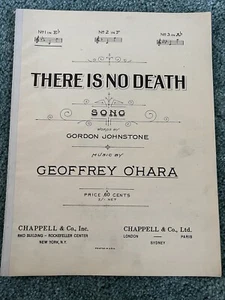 No 1 in E♭
No 2 in F
No 3 in A♭
THERE IS NO DEATH
SONG
WORDS BY
GORDON JOHNSTONE
MUSIC BY
GEOFFREY O'HARA
PRICE 60 CENTS
CHAPPELL & Co., Inc.
RKO BUILDING - ROCKEFELLER CENTER
NEW YORK, N.Y.
CHAPPELL & Co., Ltd.
LONDON PARIS
SYDNEY